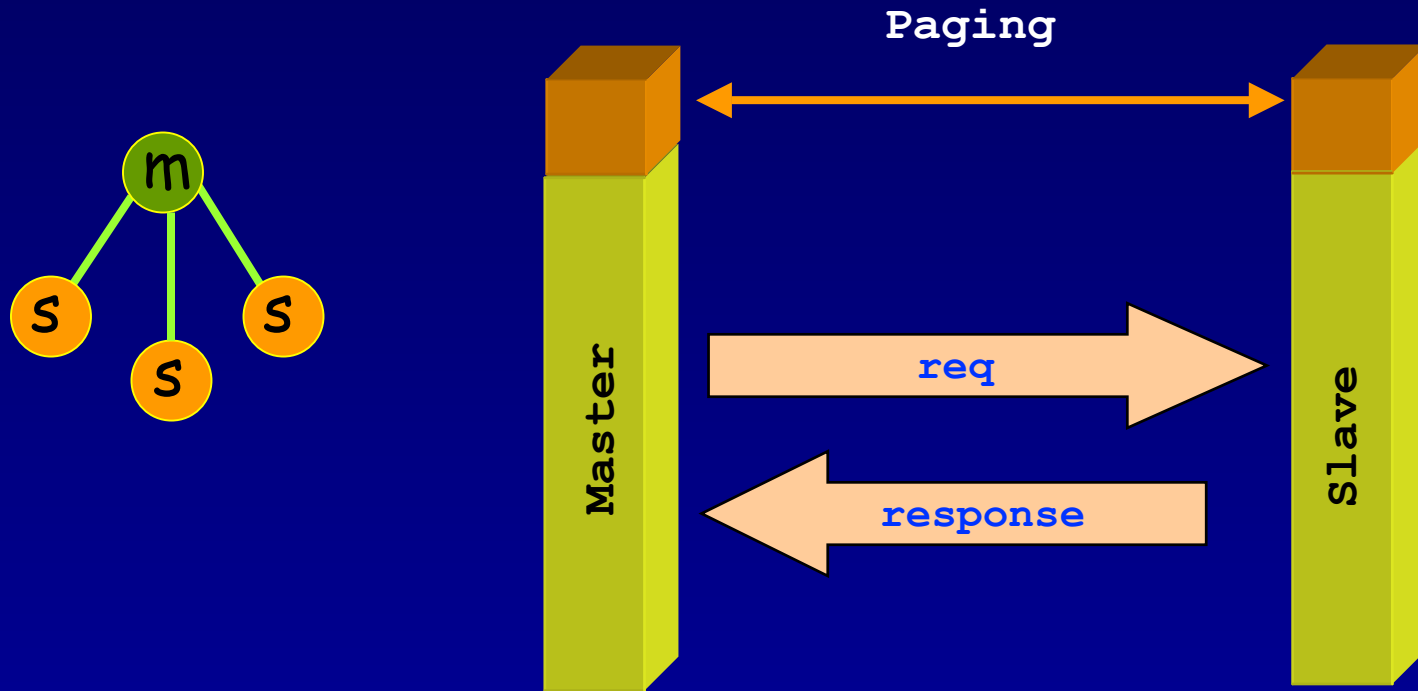 Paging
m
s
s
s
Master
req
response
Slave